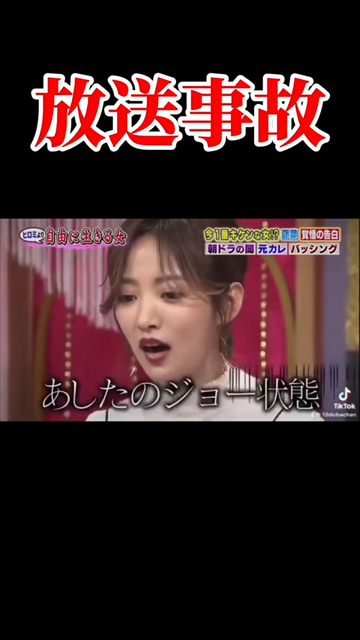 放送事故
ヒロミより 自由に生きる女
今1番キケンな女!? 覚悟の告白
朝ドラの闇 元カレ バッシング
あしたのジョー状態
TikTok
@19dobachan